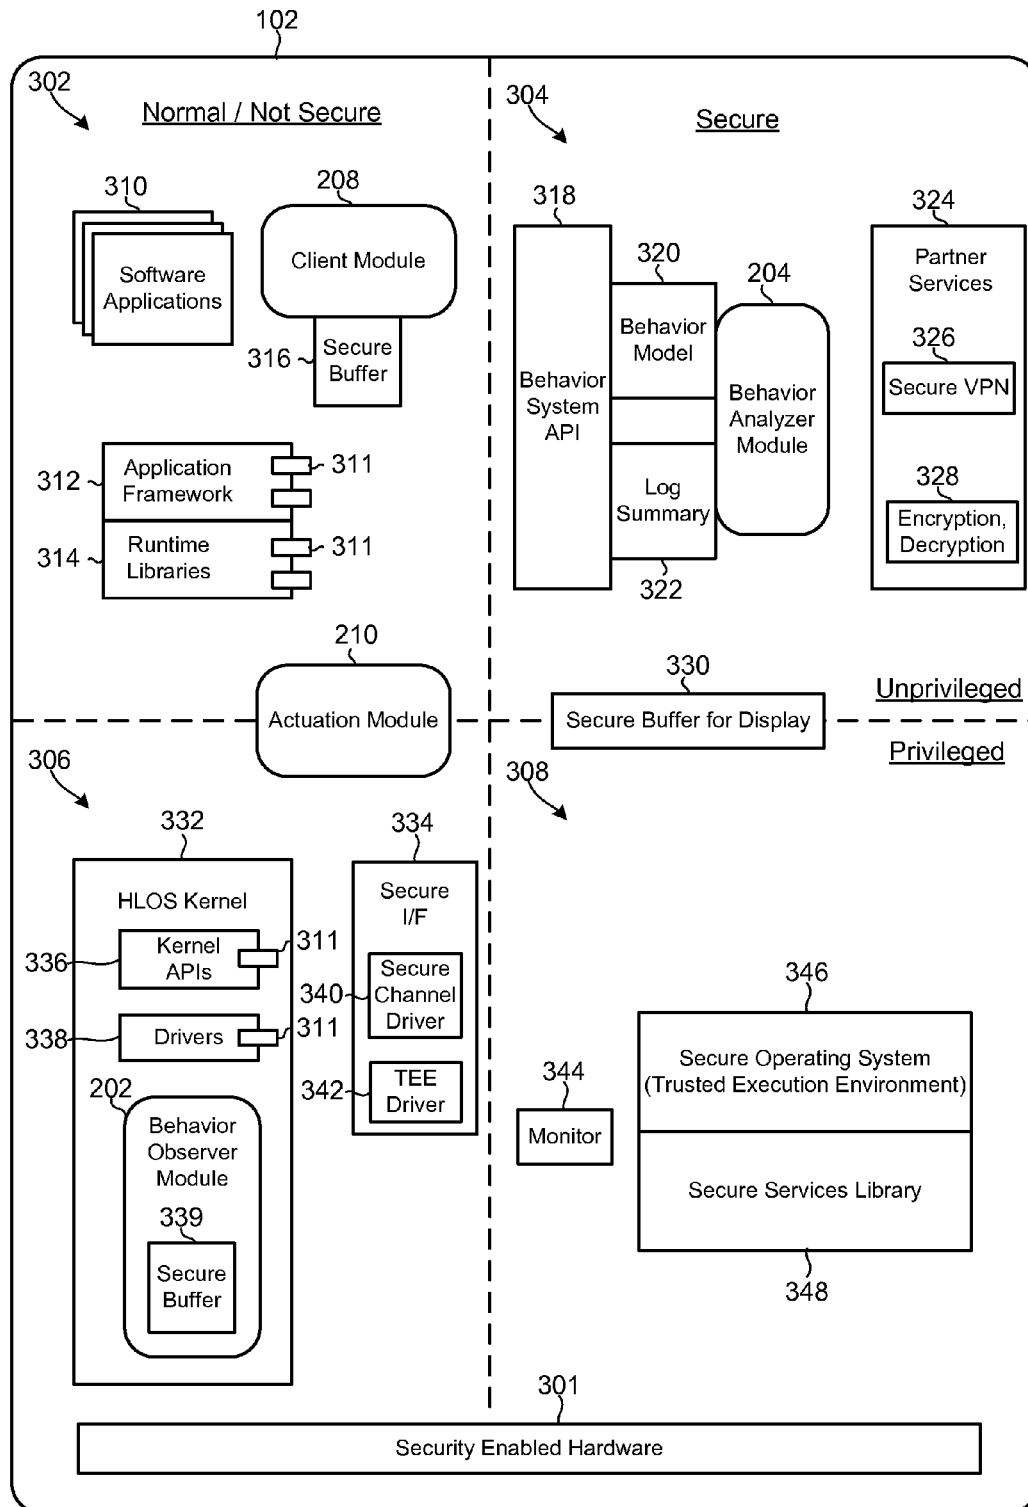 102
302
Normal / Not Secure
304
Secure
310
Software
Applications
208
Client Module
316
Secure
Buffer
318
Behavior
System
API
320
Behavior
Model
204
Behavior
Analyzer
Module
Log
Summary
322
324
Partner
Services
326
Secure VPN
328
Encryption,
Decryption
312
Application
Framework
311
314
Runtime
Libraries
311
210
Actuation Module
330
Secure Buffer for Display
Unprivileged
Privileged
306
308
332
HLOS Kernel
336
Kernel
APIs
311
338
Drivers
311
202
Behavior
Observer
Module
339
Secure
Buffer
334
Secure
I/F
340
Secure
Channel
Driver
342
TEE
Driver
344
Monitor
346
Secure Operating System
(Trusted Execution Environment)
Secure Services Library
348
301
Security Enabled Hardware